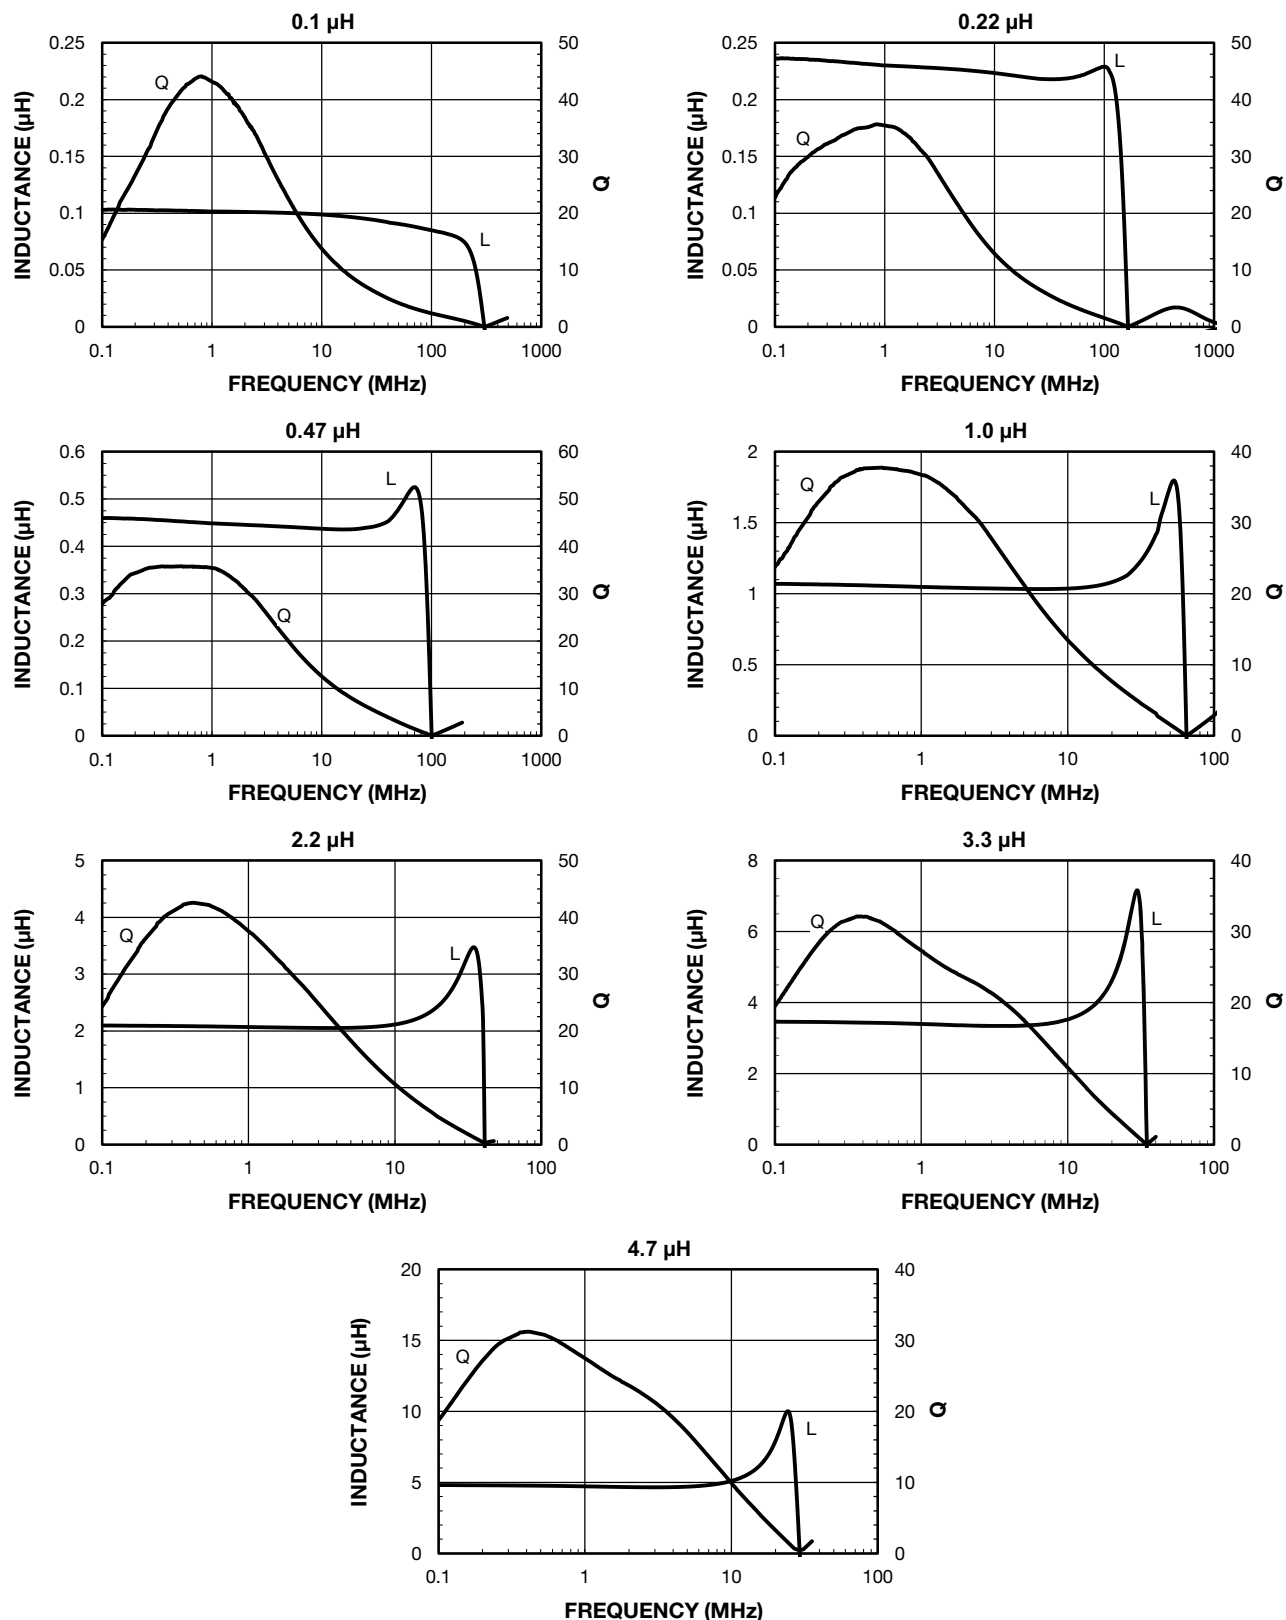 0.1 µH
0.25
0.2
0.15
0.1
0.05
0
50
40
30
20
10
0
0.1 1 10 100 1000
INDUCTANCE (µH)
Q
Q
L
FREQUENCY (MHz)
0.22 µH
0.25
0.2
0.15
0.1
0.05
0
50
40
30
20
10
0
0.1 1 10 100 1000
INDUCTANCE (µH)
Q
Q
L
FREQUENCY (MHz)
0.47 µH
0.6
0.5
0.4
0.3
0.2
0.1
0
60
50
40
30
20
10
0
0.1 1 10 100 1000
INDUCTANCE (µH)
Q
Q
L
FREQUENCY (MHz)
1.0 µH
2
1.5
1
0.5
0
40
30
20
10
0
0.1 1 10 100
INDUCTANCE (µH)
Q
Q
L
FREQUENCY (MHz)
2.2 µH
5
4
3
2
1
0
50
40
30
20
10
0
0.1 1 10 100
INDUCTANCE (µH)
Q
Q
L
FREQUENCY (MHz)
3.3 µH
8
6
4
2
0
40
30
20
10
0
0.1 1 10 100
INDUCTANCE (µH)
Q
Q
L
FREQUENCY (MHz)
4.7 µH
20
15
10
5
0
40
30
20
10
0
0.1 1 10 100
INDUCTANCE (µH)
Q
Q
L
FREQUENCY (MHz)